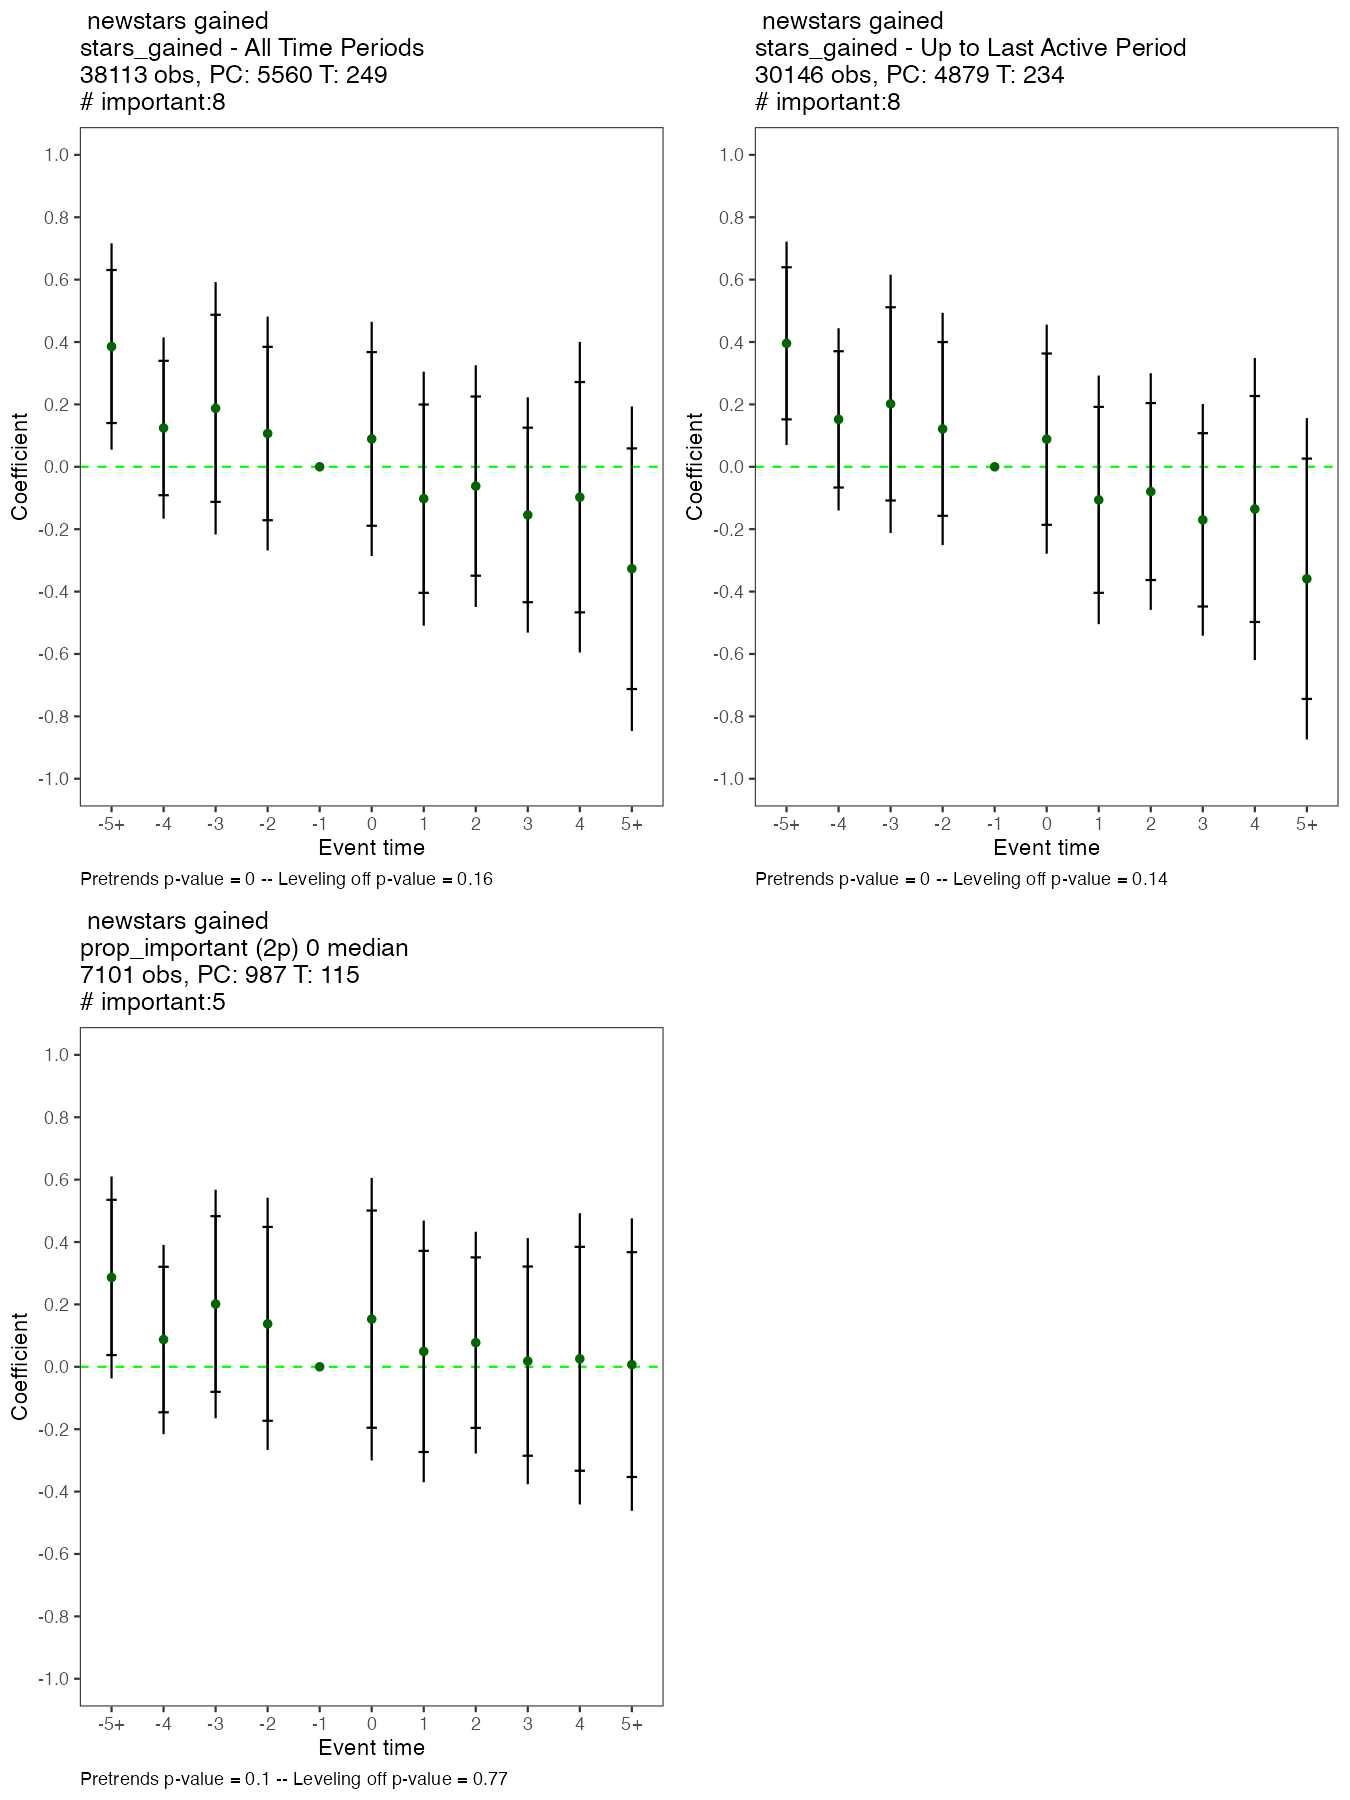 newstars gained
stars_gained - All Time Periods
38113 obs, PC: 5560 T: 249
# important:8
1.0
0.8
0.6
0.4
0.2
0.0
-0.2
-0.4
-0.6
-0.8
-1.0
Coefficient
-5+ -4 -3 -2 -1 0 1 2 3 4 5+
Event time
Pretrends p-value = 0 -- Leveling off p-value = 0.16
newstars gained
stars_gained - Up to Last Active Period
30146 obs, PC: 4879 T: 234
# important:8
1.0
0.8
0.6
0.4
0.2
0.0
-0.2
-0.4
-0.6
-0.8
-1.0
Coefficient
-5+ -4 -3 -2 -1 0 1 2 3 4 5+
Event time
Pretrends p-value = 0 -- Leveling off p-value = 0.14
newstars gained
prop_important (2p) 0 median
7101 obs, PC: 987 T: 115
# important:5
1.0
0.8
0.6
0.4
0.2
0.0
-0.2
-0.4
-0.6
-0.8
-1.0
Coefficient
-5+ -4 -3 -2 -1 0 1 2 3 4 5+
Event time
Pretrends p-value = 0.1 -- Leveling off p-value = 0.77